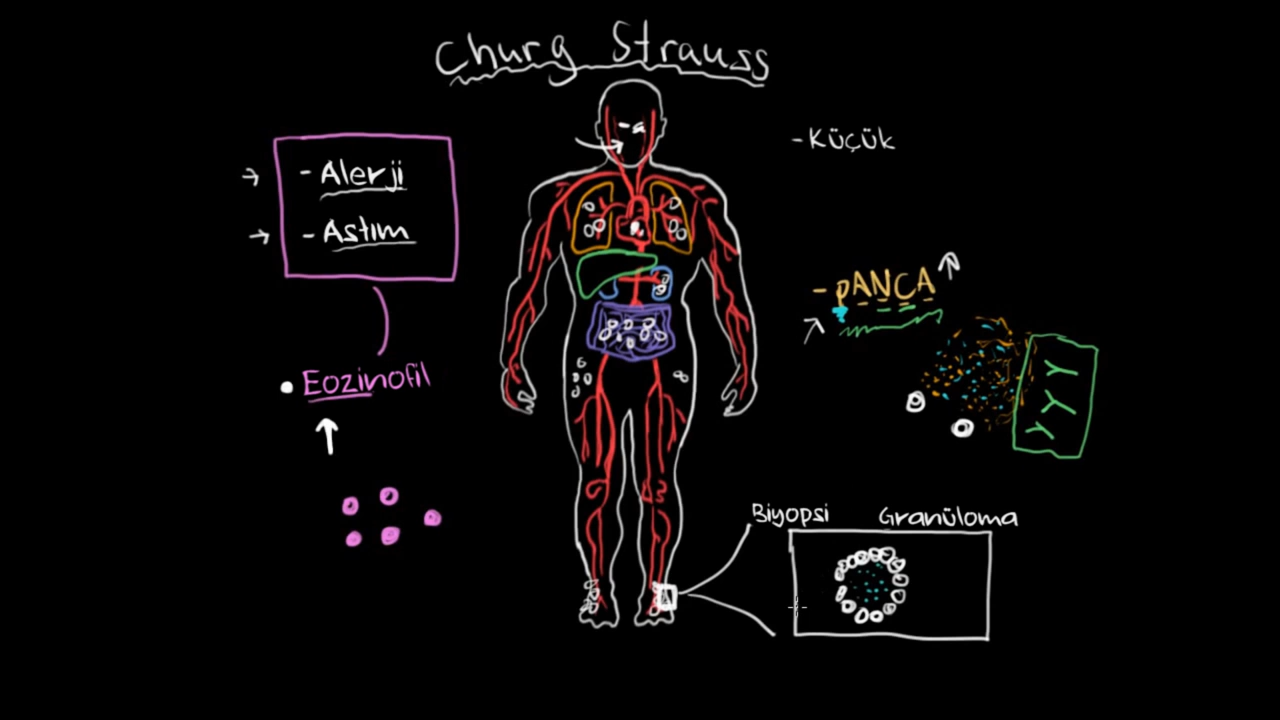 Churg Strauss
- Alerji
- Astım
- Küçük
- pANCA
• Eozinofil
Biyopsi
Granüloma